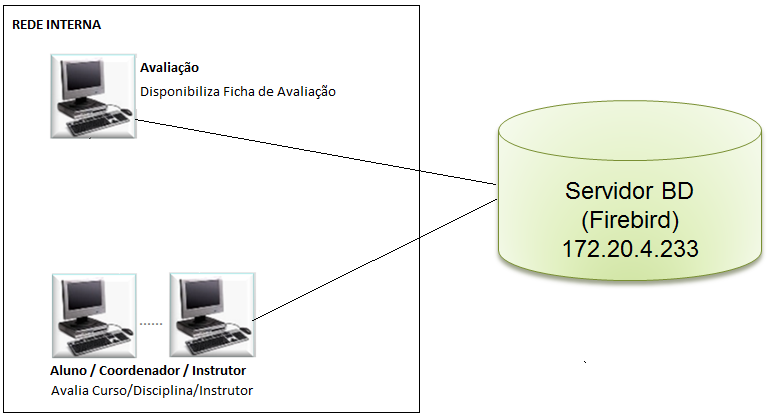 REDE INTERNA
Avaliação
Disponibiliza Ficha de Avaliação
Servidor BD
(Firebird)
172.20.4.233
Aluno / Coordenador / Instrutor
Avalia Curso/Disciplina/Instrutor